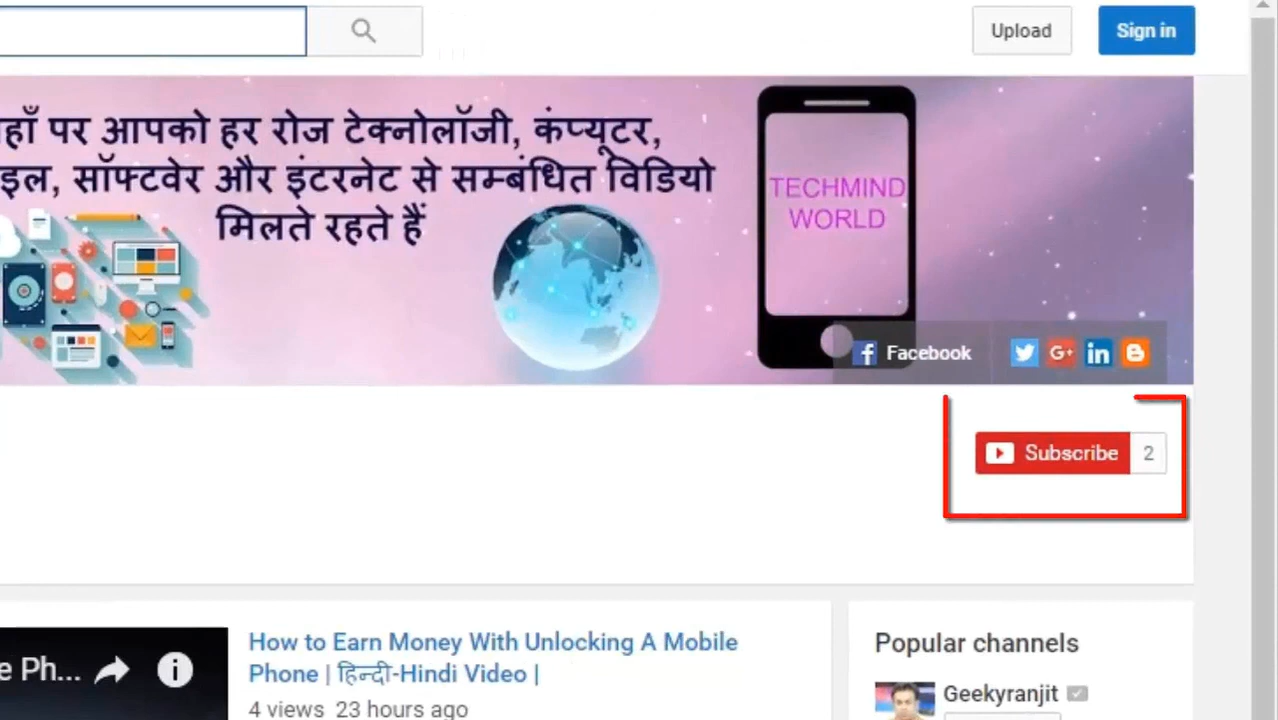 Upload
Sign in
पर आपको हर रोज टेक्नोलॉजी, कंप्यूटर,
सॉफ्टवेर और इंटरनेट से सम्बंधित विडियो
मिलते रहते हैं
TECHMIND
WORLD
Facebook
Subscribe 2
How to Earn Money With Unlocking A Mobile
Phone | हिन्दी-Hindi Video |
4 views 23 hours ago
e Ph...
Popular channels
Geekyranjit